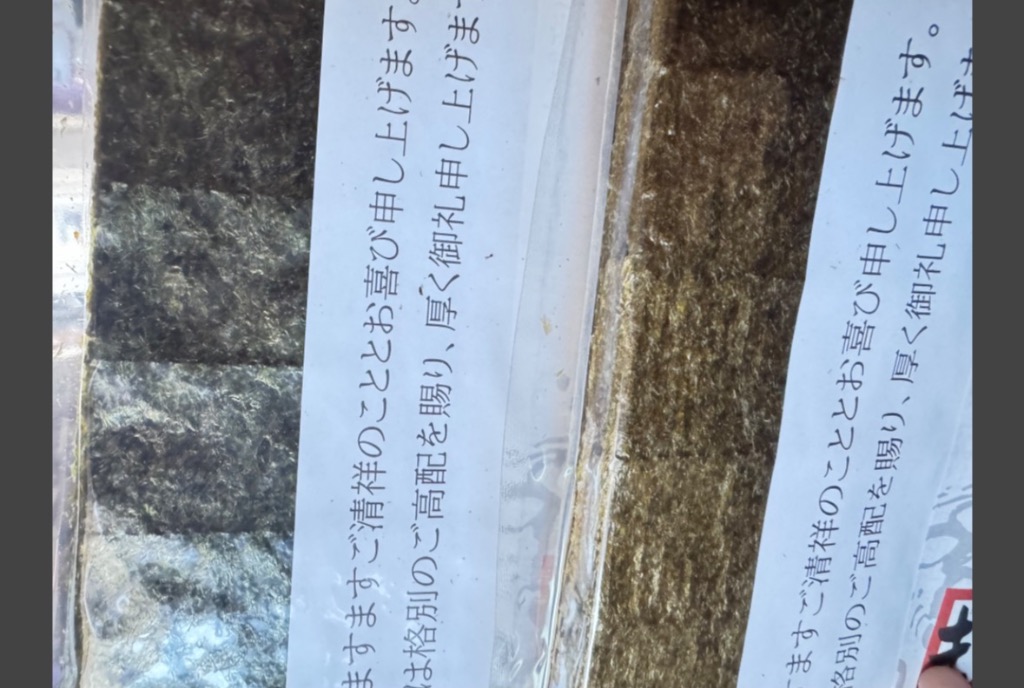 ますますご清祥のこととお喜び申し上げます。
は格別のご高配を賜り、厚く御礼申し上げま
ますご清祥のこととお喜び申し上げます。
格別のご高配を賜り、厚く御礼申し上げま